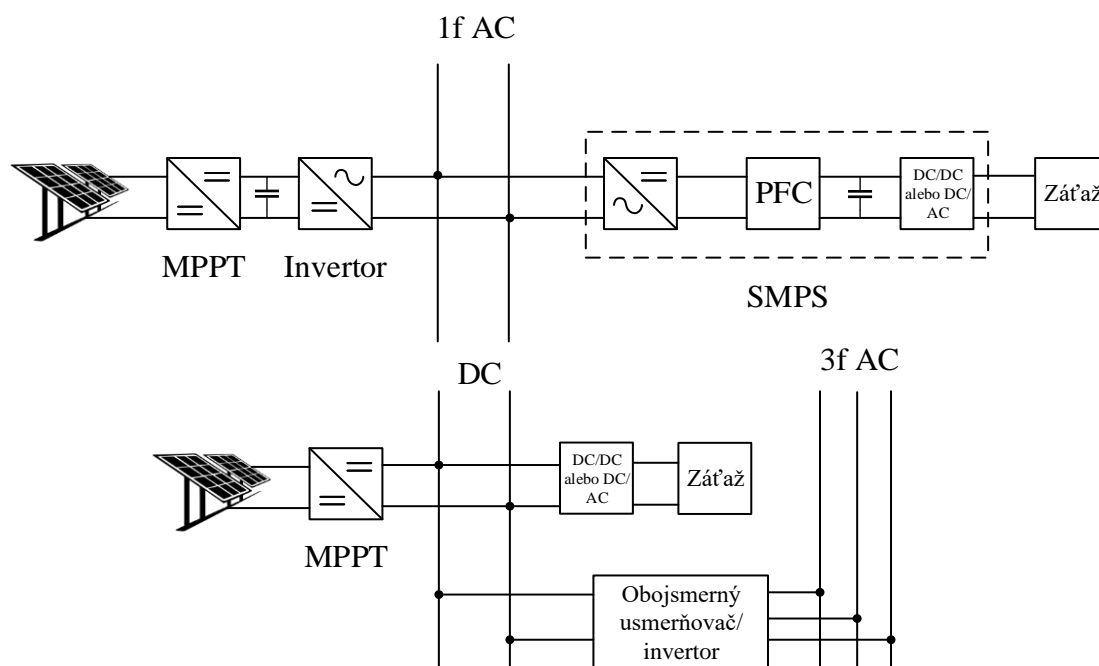 1f AC
PFC
DC/DC
alebo DC/
AC
Záťaž
MPPT
Invertor
SMPS
DC
3f AC
DC/DC
alebo DC/
AC
Záťaž
MPPT
Obojsmerný
usmerňovač/
invertor